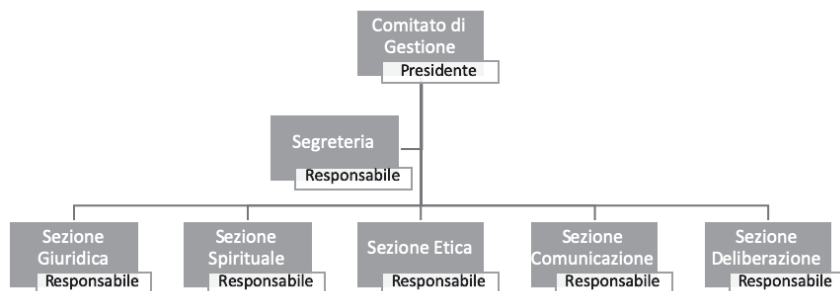 Comitato di
Gestione
Presidente
Segreteria
Responsabile
Sezione
Giuridica
Responsabile
Sezione
Spirituale
Responsabile
Sezione Etica
Responsabile
Sezione
Comunicazione
Responsabile
Sezione
Deliberazione
Responsabile